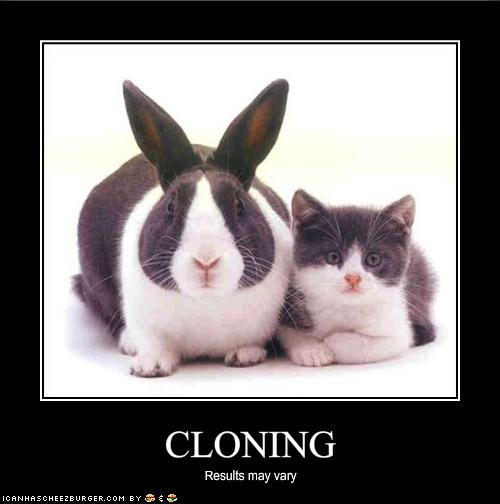 CLONING
Results may vary
ICANHASCHEEZBURGER.COM BY 🍔 $ 🍔